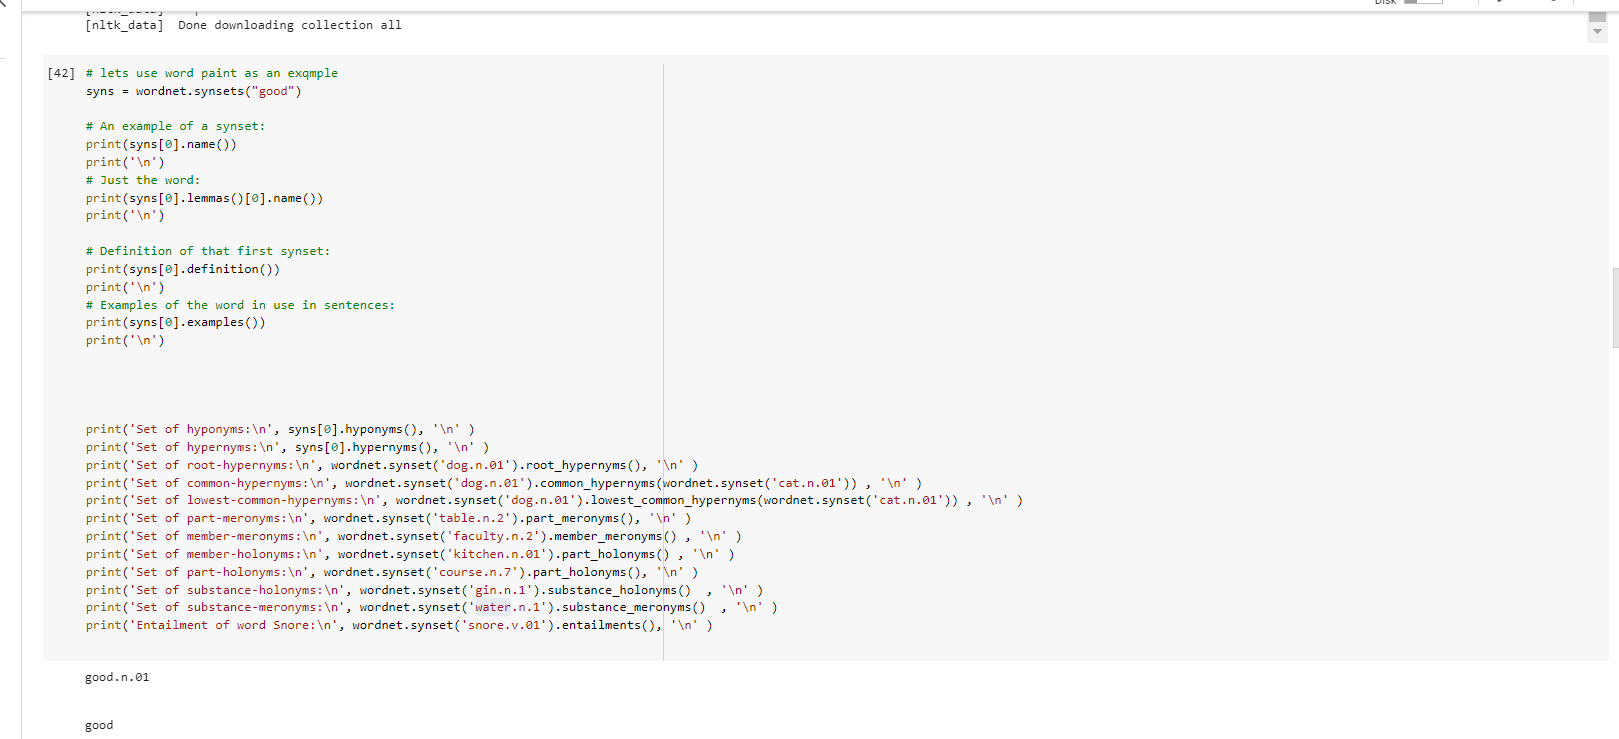 Disk
[nltk_data]
[nltk_data]  Done downloading collection all
[42] # lets use word paint as an exqmple
syns = wordnet.synsets("good")
# An example of a synset:
print(syns[0].name())
print('\n')
# Just the word:
print(syns[0].lemmas()[0].name())
print('\n')
# Definition of that first synset:
print(syns[0].definition())
print('\n')
# Examples of the word in use in sentences:
print(syns[0].examples())
print('\n')
print('Set of hyponyms:\n', syns[0].hyponyms(), '\n' )
print('Set of hypernyms:\n', syns[0].hypernyms(), '\n' )
print('Set of root-hypernyms:\n', wordnet.synset('dog.n.01').root_hypernyms(), '\n' )
print('Set of common-hypernyms:\n', wordnet.synset('dog.n.01').common_hypernyms(wordnet.synset('cat.n.01')) , '\n' )
print('Set of lowest-common-hypernyms:\n', wordnet.synset('dog.n.01').lowest_common_hypernyms(wordnet.synset('cat.n.01')) , '\n' )
print('Set of part-meronyms:\n', wordnet.synset('table.n.2').part_meronyms(), '\n' )
print('Set of member-meronyms:\n', wordnet.synset('faculty.n.2').member_meronyms() , '\n' )
print('Set of member-holonyms:\n', wordnet.synset('kitchen.n.01').part_holonyms() , '\n' )
print('Set of part-holonyms:\n', wordnet.synset('course.n.7').part_holonyms(), '\n' )
print('Set of substance-holonyms:\n', wordnet.synset('gin.n.1').substance_holonyms()  , '\n' )
print('Set of substance-meronyms:\n', wordnet.synset('water.n.1').substance_meronyms()  , '\n' )
print('Entailment of word Snore:\n', wordnet.synset('snore.v.01').entailments(), '\n' )
good.n.01
good